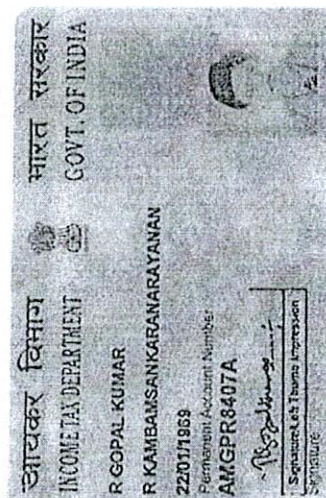 आयकर विभाग
INCOME TAX DEPARTMENT
भारत सरकार
GOVT. OF INDIA
R GOPAL KUMAR
R KAMBAMSANKARANARAYANAN
22/01/1969
Permanent Account Number
AMGPR8407A
Signature